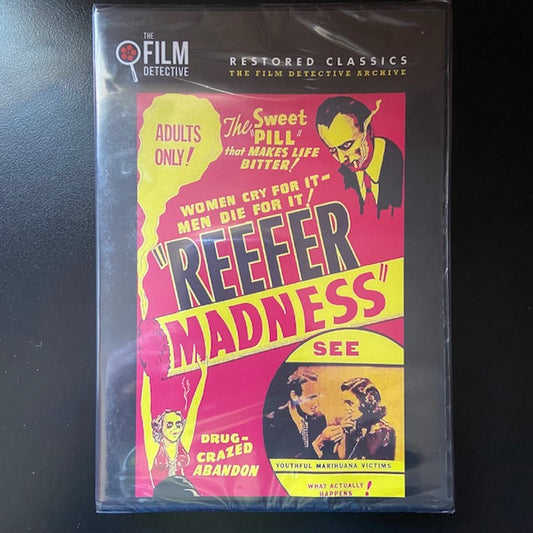 THE
FILM
DETECTIVE
RESTORED CLASSICS
THE FILM DETECTIVE ARCHIVE
ADULTS
ONLY!
The "Sweet
PILL"
that MAKES LIFE
BITTER!
WOMEN CRY FOR IT-
MEN DIE FOR IT!
"REEFER
MADNESS"
SEE
DRUG-
CRAZED
ABANDON
YOUTHFUL MARIHUANA VICTIMS
WHAT ACTUALLY
HAPPENS!